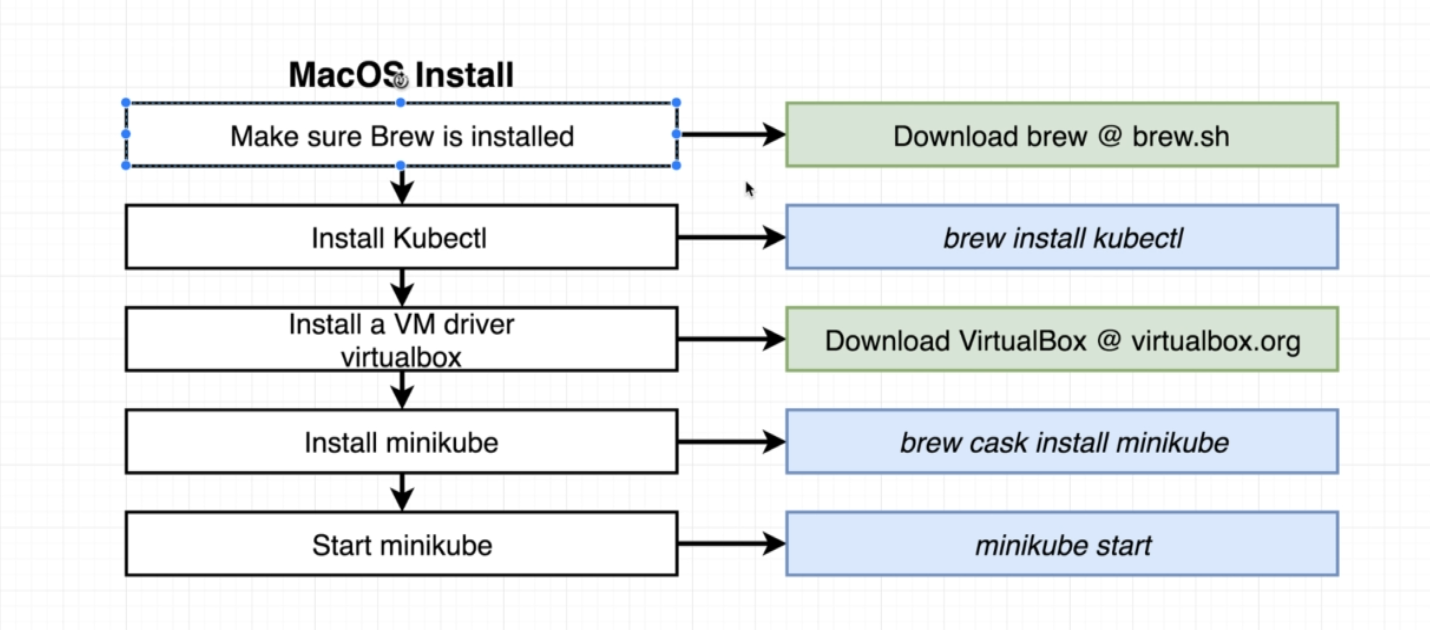 MacOS Install
Make sure Brew is installed
Download brew @ brew.sh
Install Kubectl
brew install kubectl
Install a VM driver
virtualbox
Download VirtualBox @ virtualbox.org
Install minikube
brew cask install minikube
Start minikube
minikube start